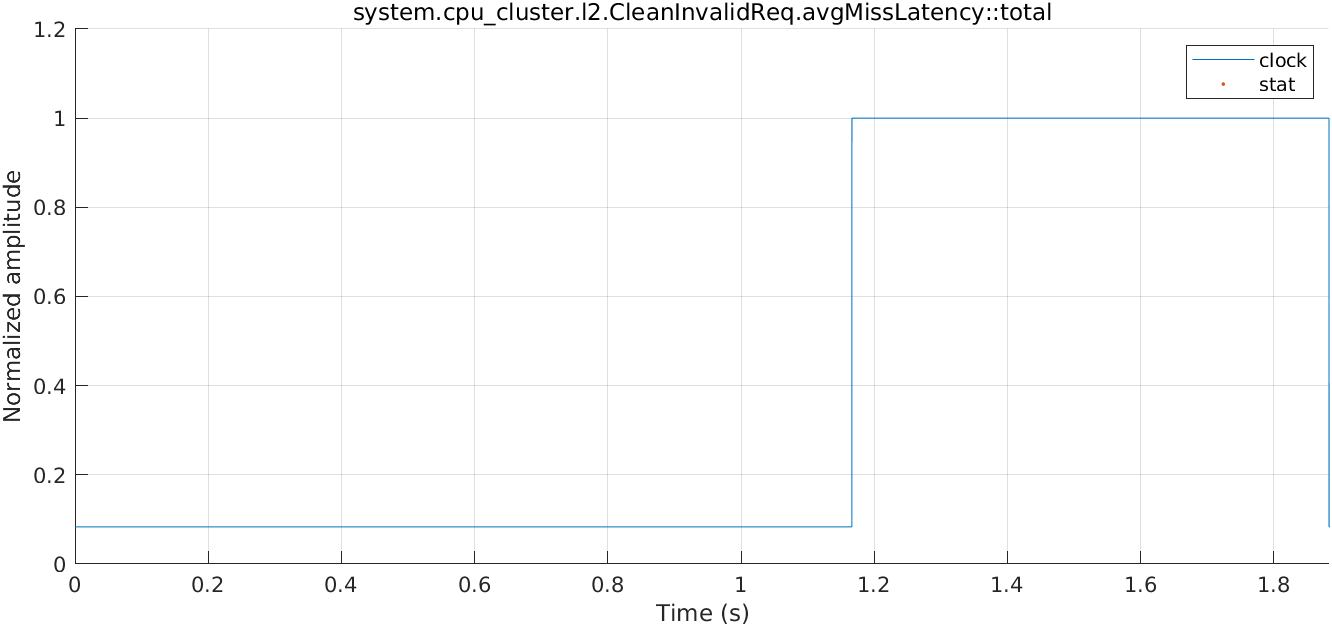 system.cpu_cluster.l2.CleanInvalidReq.avgMissLatency::total
1.2
1
0.8
0.6
0.4
0.2
0
Normalized amplitude
clock
stat
0 0.2 0.4 0.6 0.8 1 1.2 1.4 1.6 1.8
Time (s)